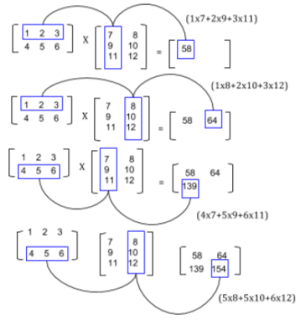 (1x7+2x9+3x11)
1 2 3 7 8
4 5 6 X 9 10 = 58
11 12
(1x8+2x10+3x12)
1 2 3 7 8
4 5 6 X 9 10 = 58 64
11 12
1 2 3 7 8 58 64
4 5 6 X 9 10 = 139
11 12
(4x7+5x9+6x11)
1 2 3 7 8 58 64
4 5 6 9 10 139 154
11 12
(5x8+5x10+6x12)